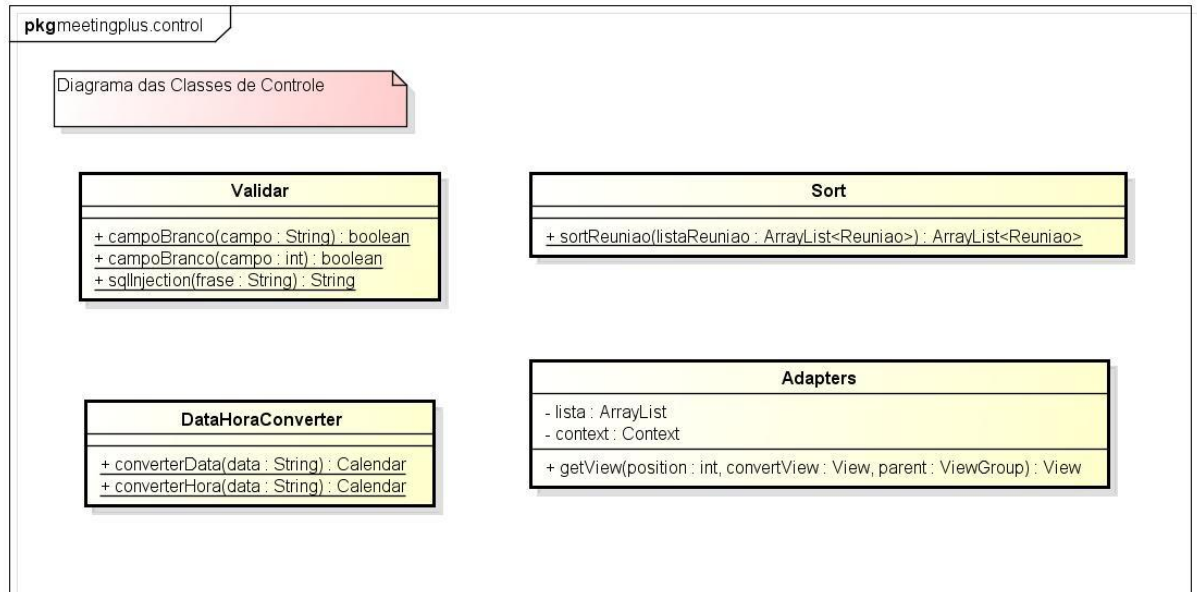 pkg meetingplus.control
Diagrama das Classes de Controle
Validar
+ campoBranco(campo : String) : boolean
+ campoBranco(campo : int) : boolean
+ sqlInjection(frase : String) : String
Sort
+ sortReuniao(listaReuniao : ArrayList<Reuniao>) : ArrayList<Reuniao>
DataHoraConverter
+ converterData(data : String) : Calendar
+ converterHora(data : String) : Calendar
Adapters
- lista : ArrayList
- context : Context
+ getView(position : int, convertView : View, parent : ViewGroup) : View